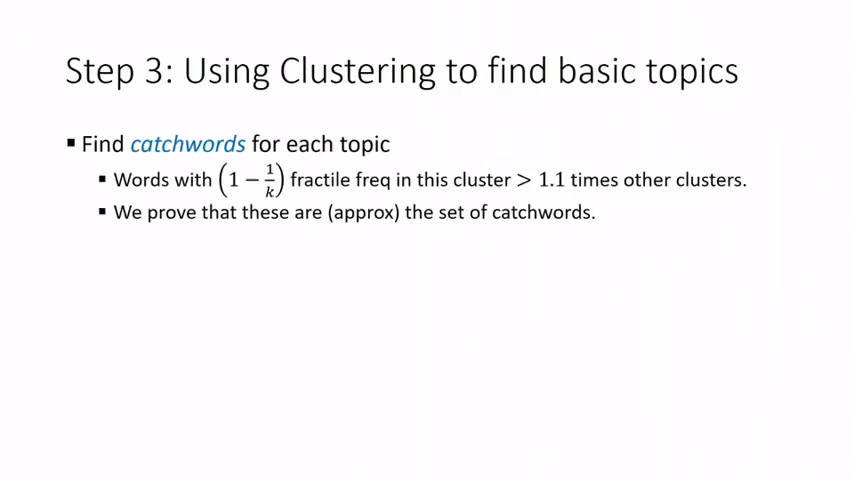 Step 3: Using Clustering to find basic topics
▪ Find catchwords for each topic
▪ Words with (1 − 1/k) fractile freq in this cluster > 1.1 times other clusters.
▪ We prove that these are (approx) the set of catchwords.